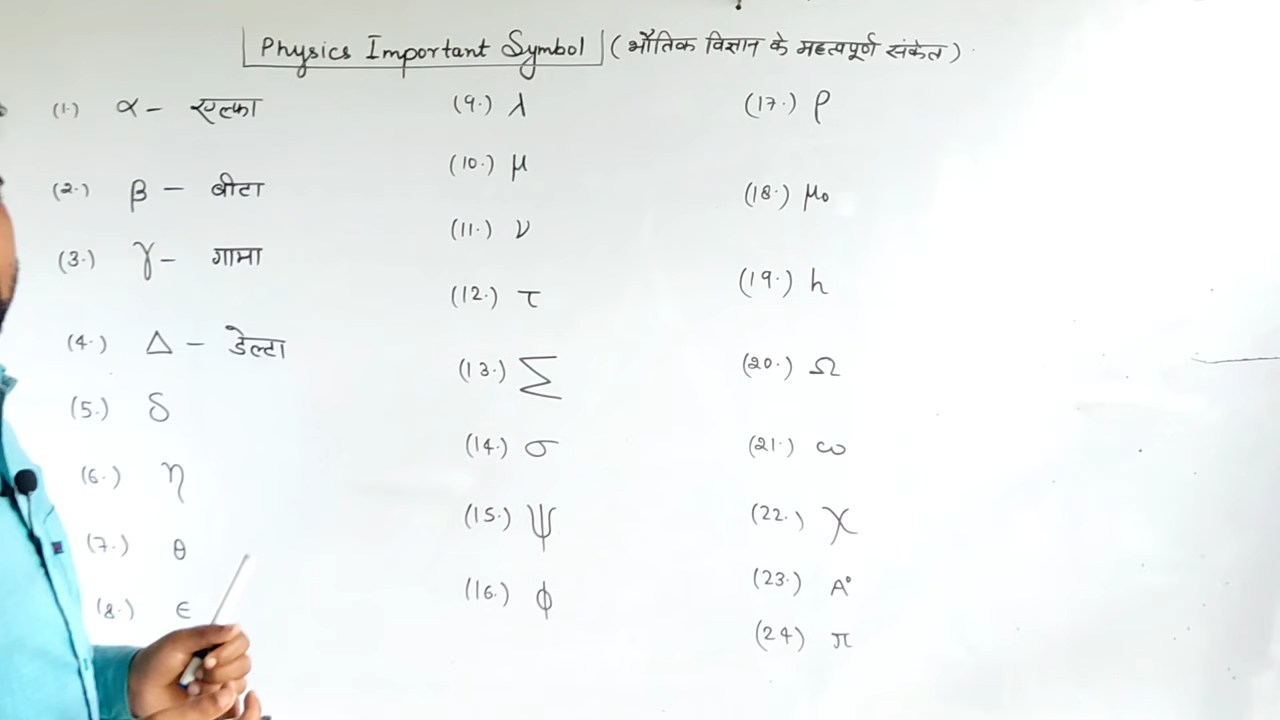 Physics Important Symbol (भौतिक विज्ञान के महत्वपूर्ण संकेत)
(1.) α – एल्फा
(2.) β – बीटा
(3.) γ – गामा
(4.) Δ – डेल्टा
(5.) δ
(6.) η
(7.) θ
(8.) ϵ
(9.) λ
(10.) μ
(11.) ν
(12.) τ
(13.) Σ
(14.) σ
(15.) ψ
(16.) ϕ
(17.) ρ
(18.) μ₀
(19.) h
(20.) Ω
(21.) ω
(22.) χ
(23.) A°
(24) π